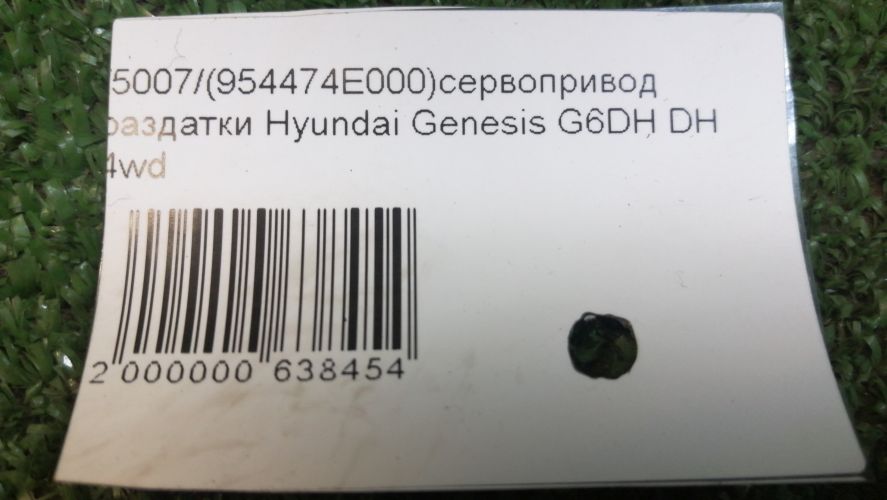 5007/(954474E000)сервопривод
раздатки Hyundai Genesis G6DH DH
4wd
2 000000 638454